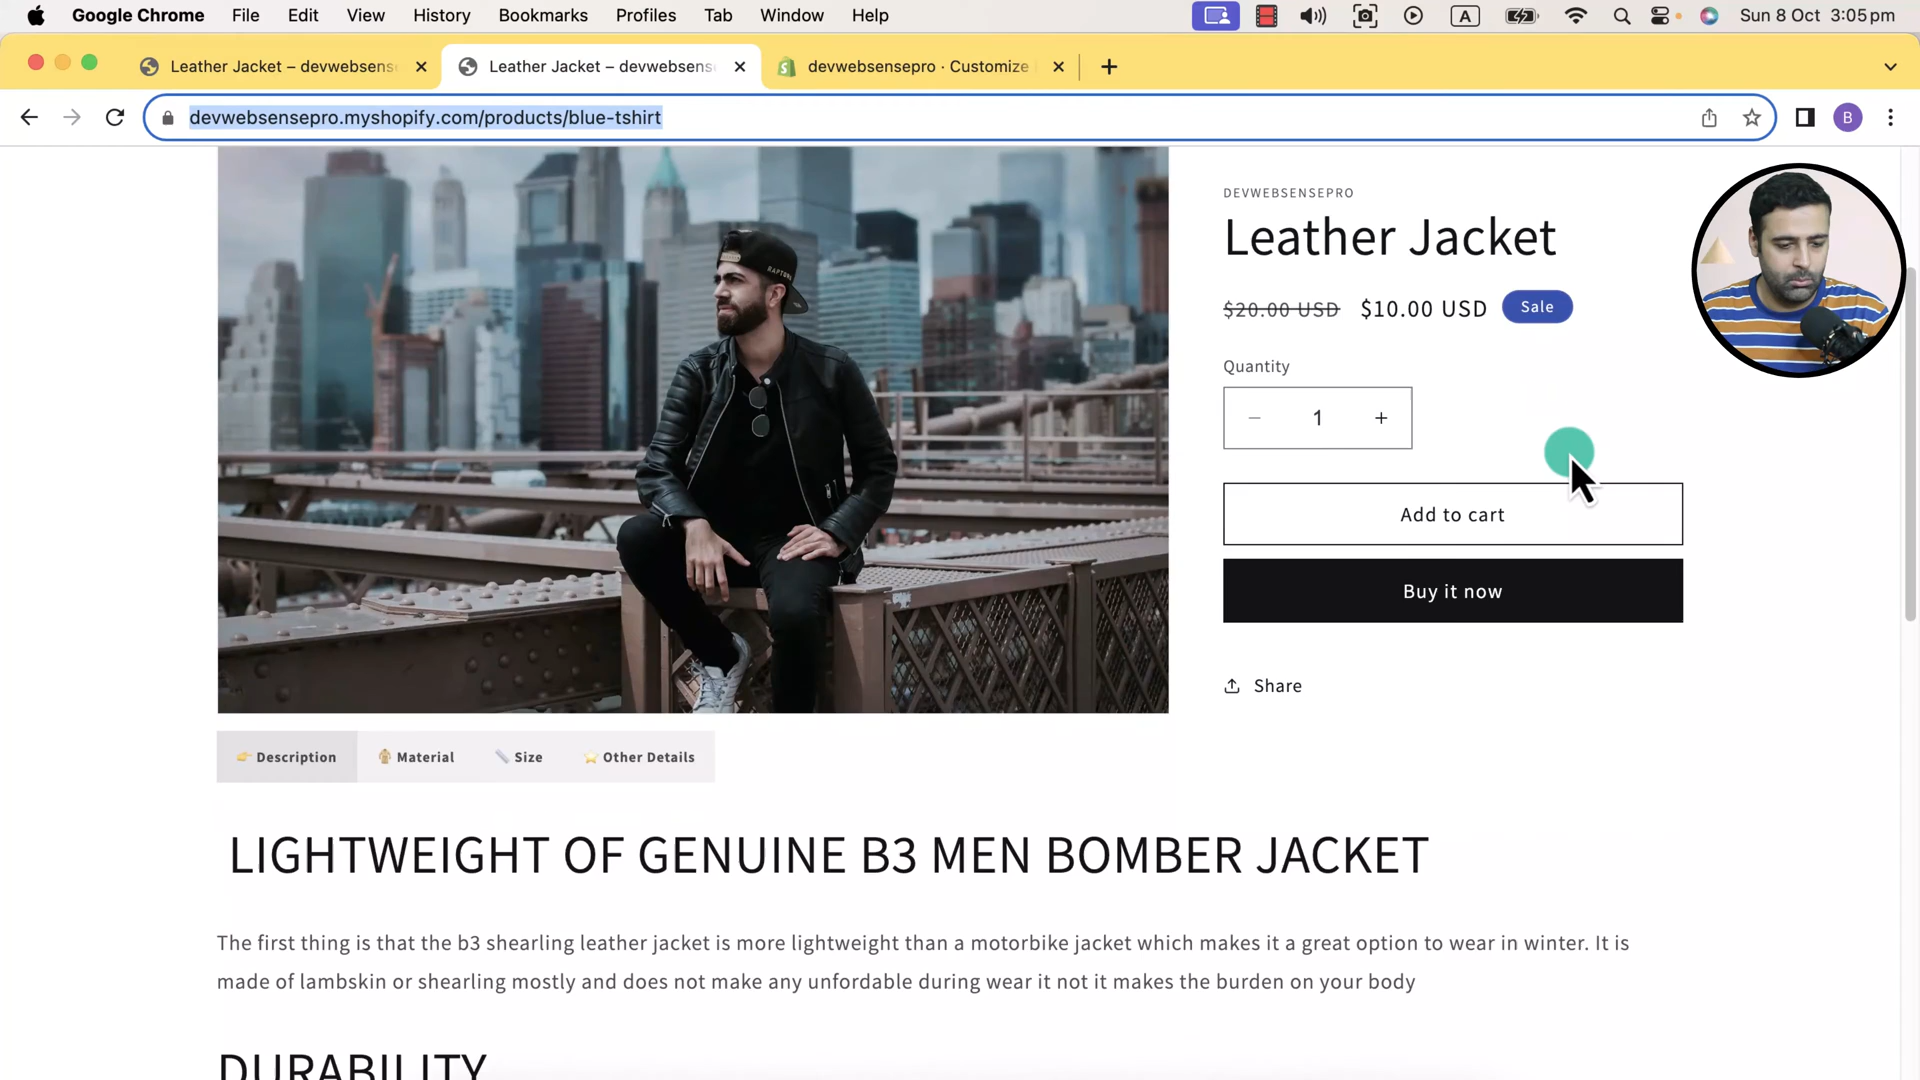 Google Chrome File Edit View History Bookmarks Profiles Tab Window Help A Sun 8 Oct 3:05pm
Leather Jacket – devwebsens Leather Jacket – devwebsens devwebsensepro · Customize
devwebsensepro.myshopify.com/products/blue-tshirt B
RAPTORS
DEVWEBSENSEPRO
Leather Jacket
$20.00 USD $10.00 USD Sale
Quantity
1
Add to cart
Buy it now
Share
Description Material Size Other Details
LIGHTWEIGHT OF GENUINE B3 MEN BOMBER JACKET
The first thing is that the b3 shearling leather jacket is more lightweight than a motorbike jacket which makes it a great option to wear in winter. It is
made of lambskin or shearling mostly and does not make any unfordable during wear it not it makes the burden on your body
DURABILITY